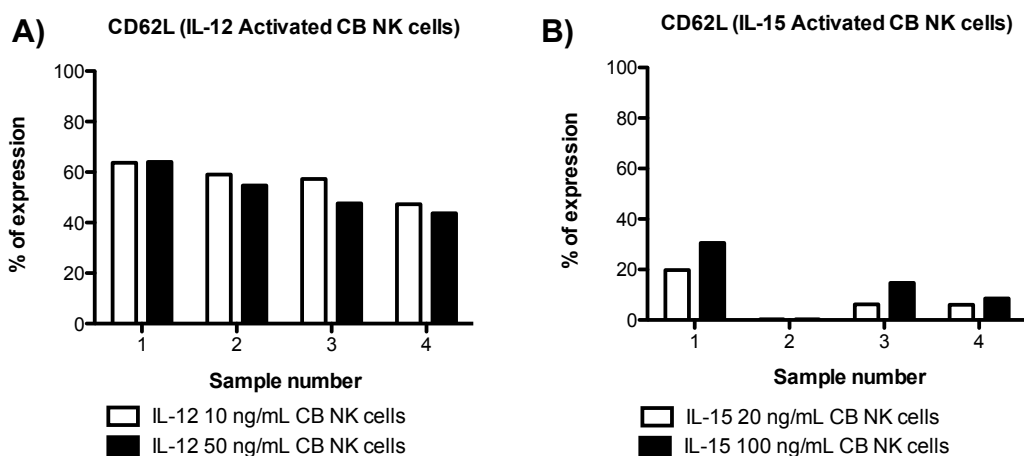 A)
CD62L (IL-12 Activated CB NK cells)
% of expression
100
80
60
40
20
0
1 2 3 4
Sample number
IL-12 10 ng/mL CB NK cells
IL-12 50 ng/mL CB NK cells
B)
CD62L (IL-15 Activated CB NK cells)
% of expression
100
80
60
40
20
0
1 2 3 4
Sample number
IL-15 20 ng/mL CB NK cells
IL-15 100 ng/mL CB NK cells